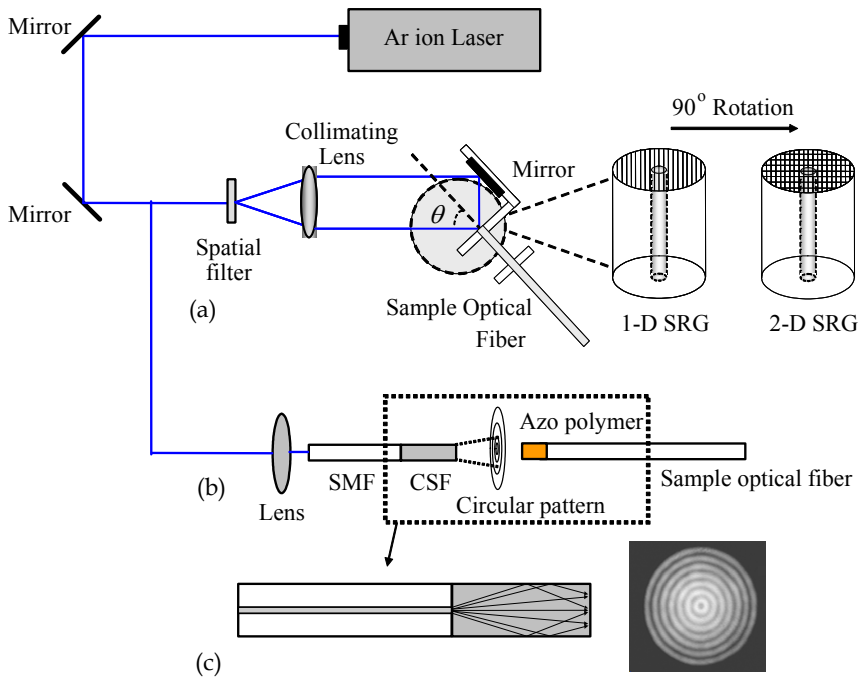 Mirror
Ar ion Laser
90° Rotation
Collimating
Lens
Mirror
Mirror
θ
Spatial
filter
(a)
Sample Optical
Fiber
1-D SRG
2-D SRG
Azo polymer
(b)
Lens
SMF
CSF
Circular pattern
Sample optical fiber
(c)